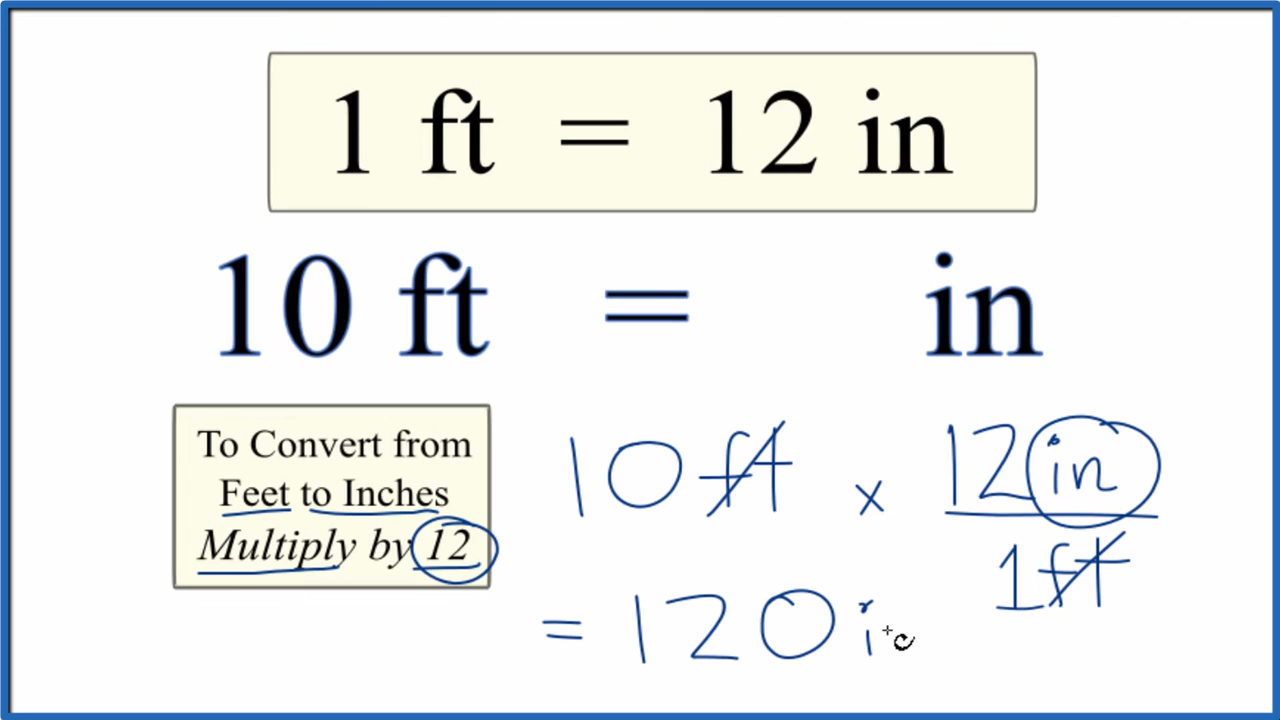 1 ft = 12 in
10 ft = in
To Convert from
Feet to Inches
Multiply by 12
10 ft x 12 in
1 ft
= 120 i